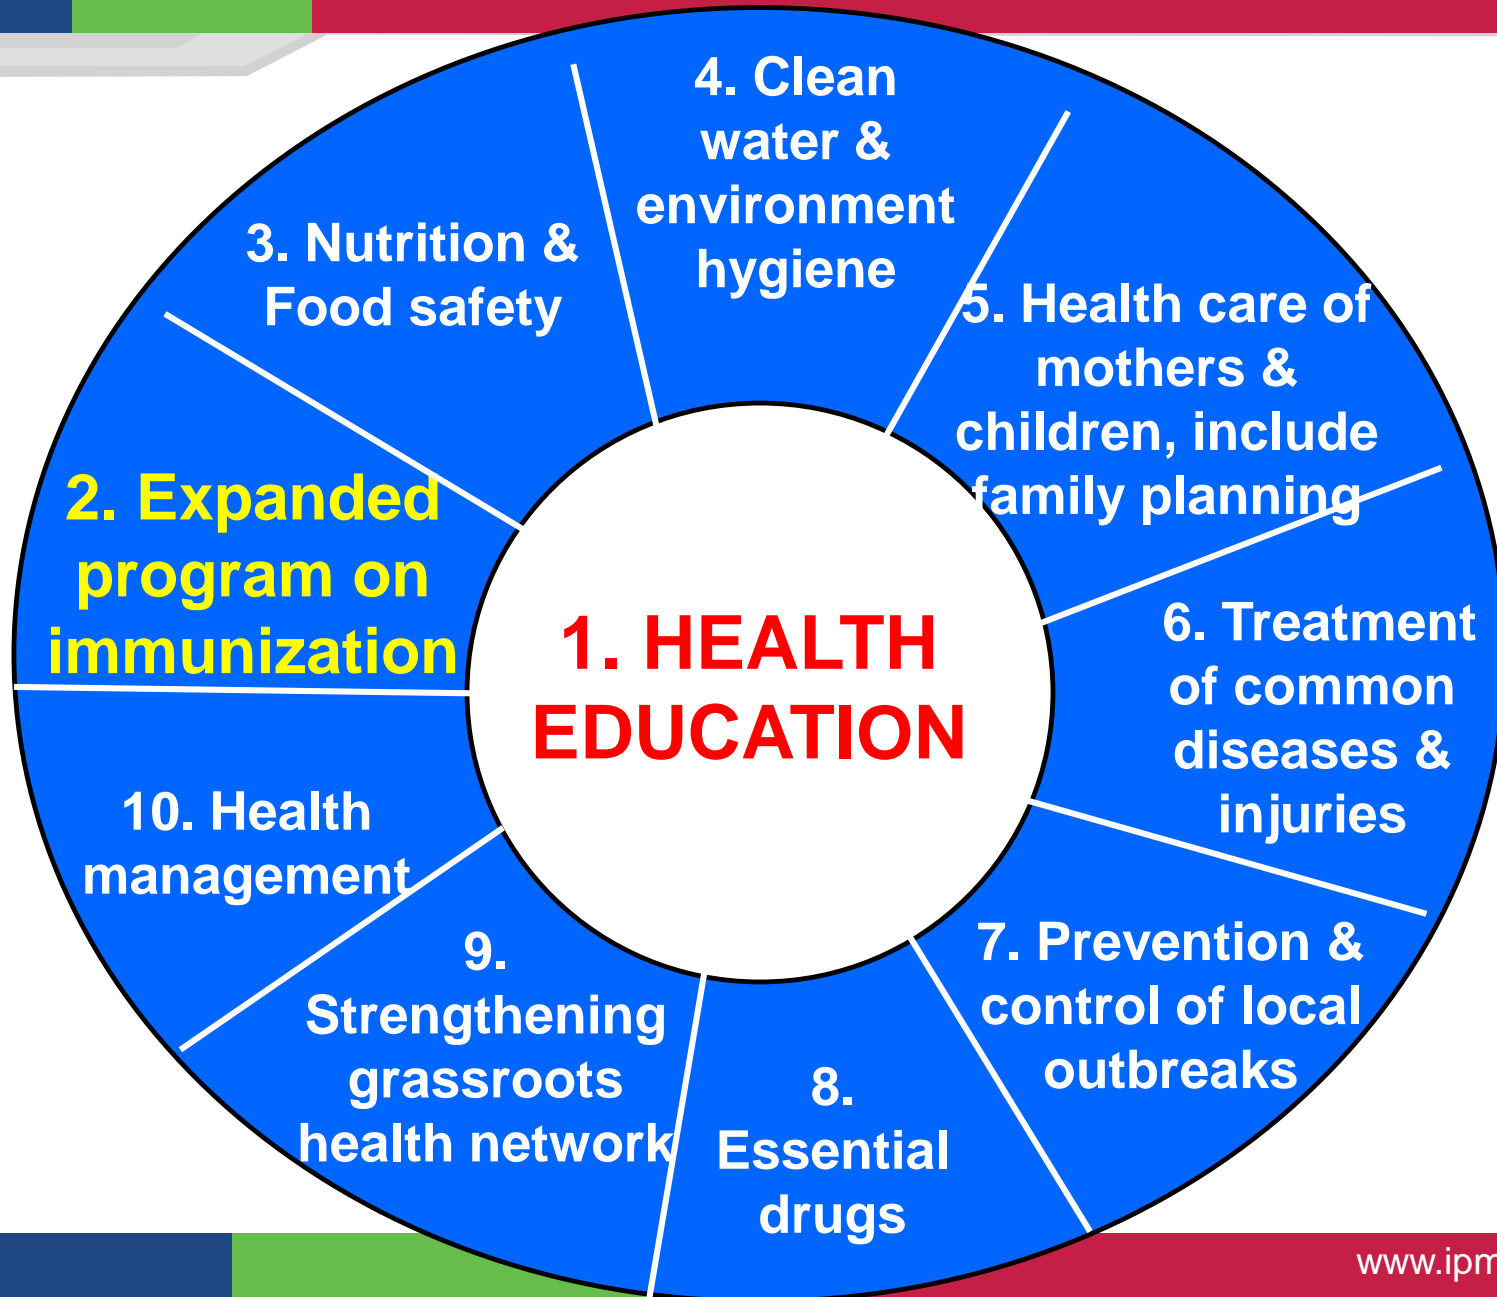 4. Clean
water &
environment
hygiene
3. Nutrition &
Food safety
5. Health care of
mothers &
children, include
family planning
2. Expanded
program on
immunization
1. HEALTH
EDUCATION
6. Treatment
of common
diseases &
injuries
10. Health
management
7. Prevention &
control of local
outbreaks
9.
Strengthening
grassroots
health network
8.
Essential
drugs
www.ipm